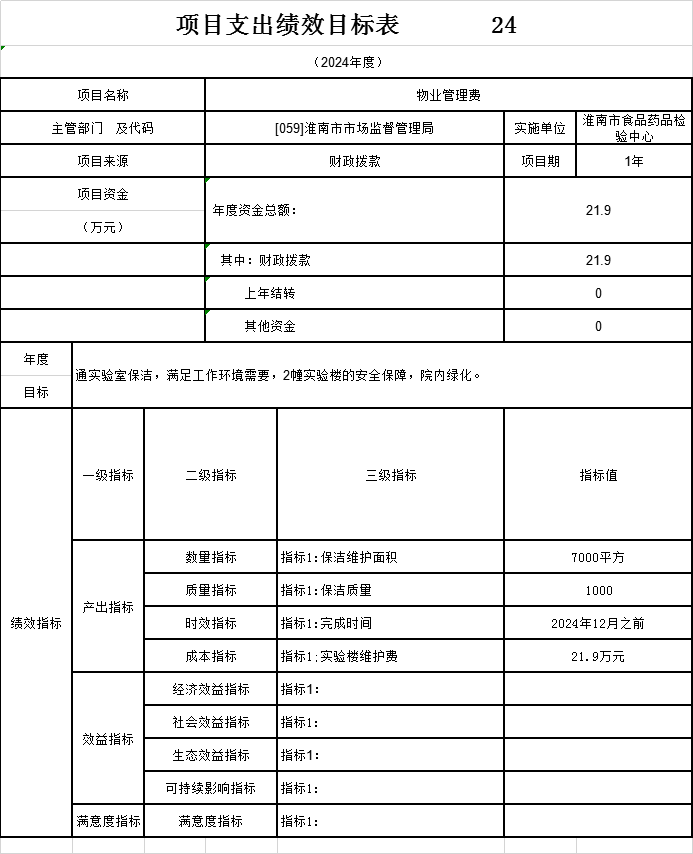 项目支出绩效目标表 24
（2024年度）
项目名称 物业管理费
主管部门 及代码 [059]淮南市市场监督管理局 实施单位 淮南市食品药品检
验中心
项目来源 财政拨款 项目期 1年
项目资金
（万元）
年度资金总额： 21.9
其中：财政拨款 21.9
上年结转 0
其他资金 0
年度
目标
通实验室保洁，满足工作环境需要，2幢实验楼的安全保障，院内绿化。
绩效指标
一级指标 二级指标 三级指标 指标值
产出指标
数量指标 指标1:保洁维护面积 7000平方
质量指标 指标1:保洁质量 1000
时效指标 指标1:完成时间 2024年12月之前
成本指标 指标1;实验楼维护费 21.9万元
效益指标
经济效益指标 指标1：
社会效益指标 指标1：
生态效益指标 指标1：
可持续影响指标 指标1：
满意度指标 满意度指标 指标1：